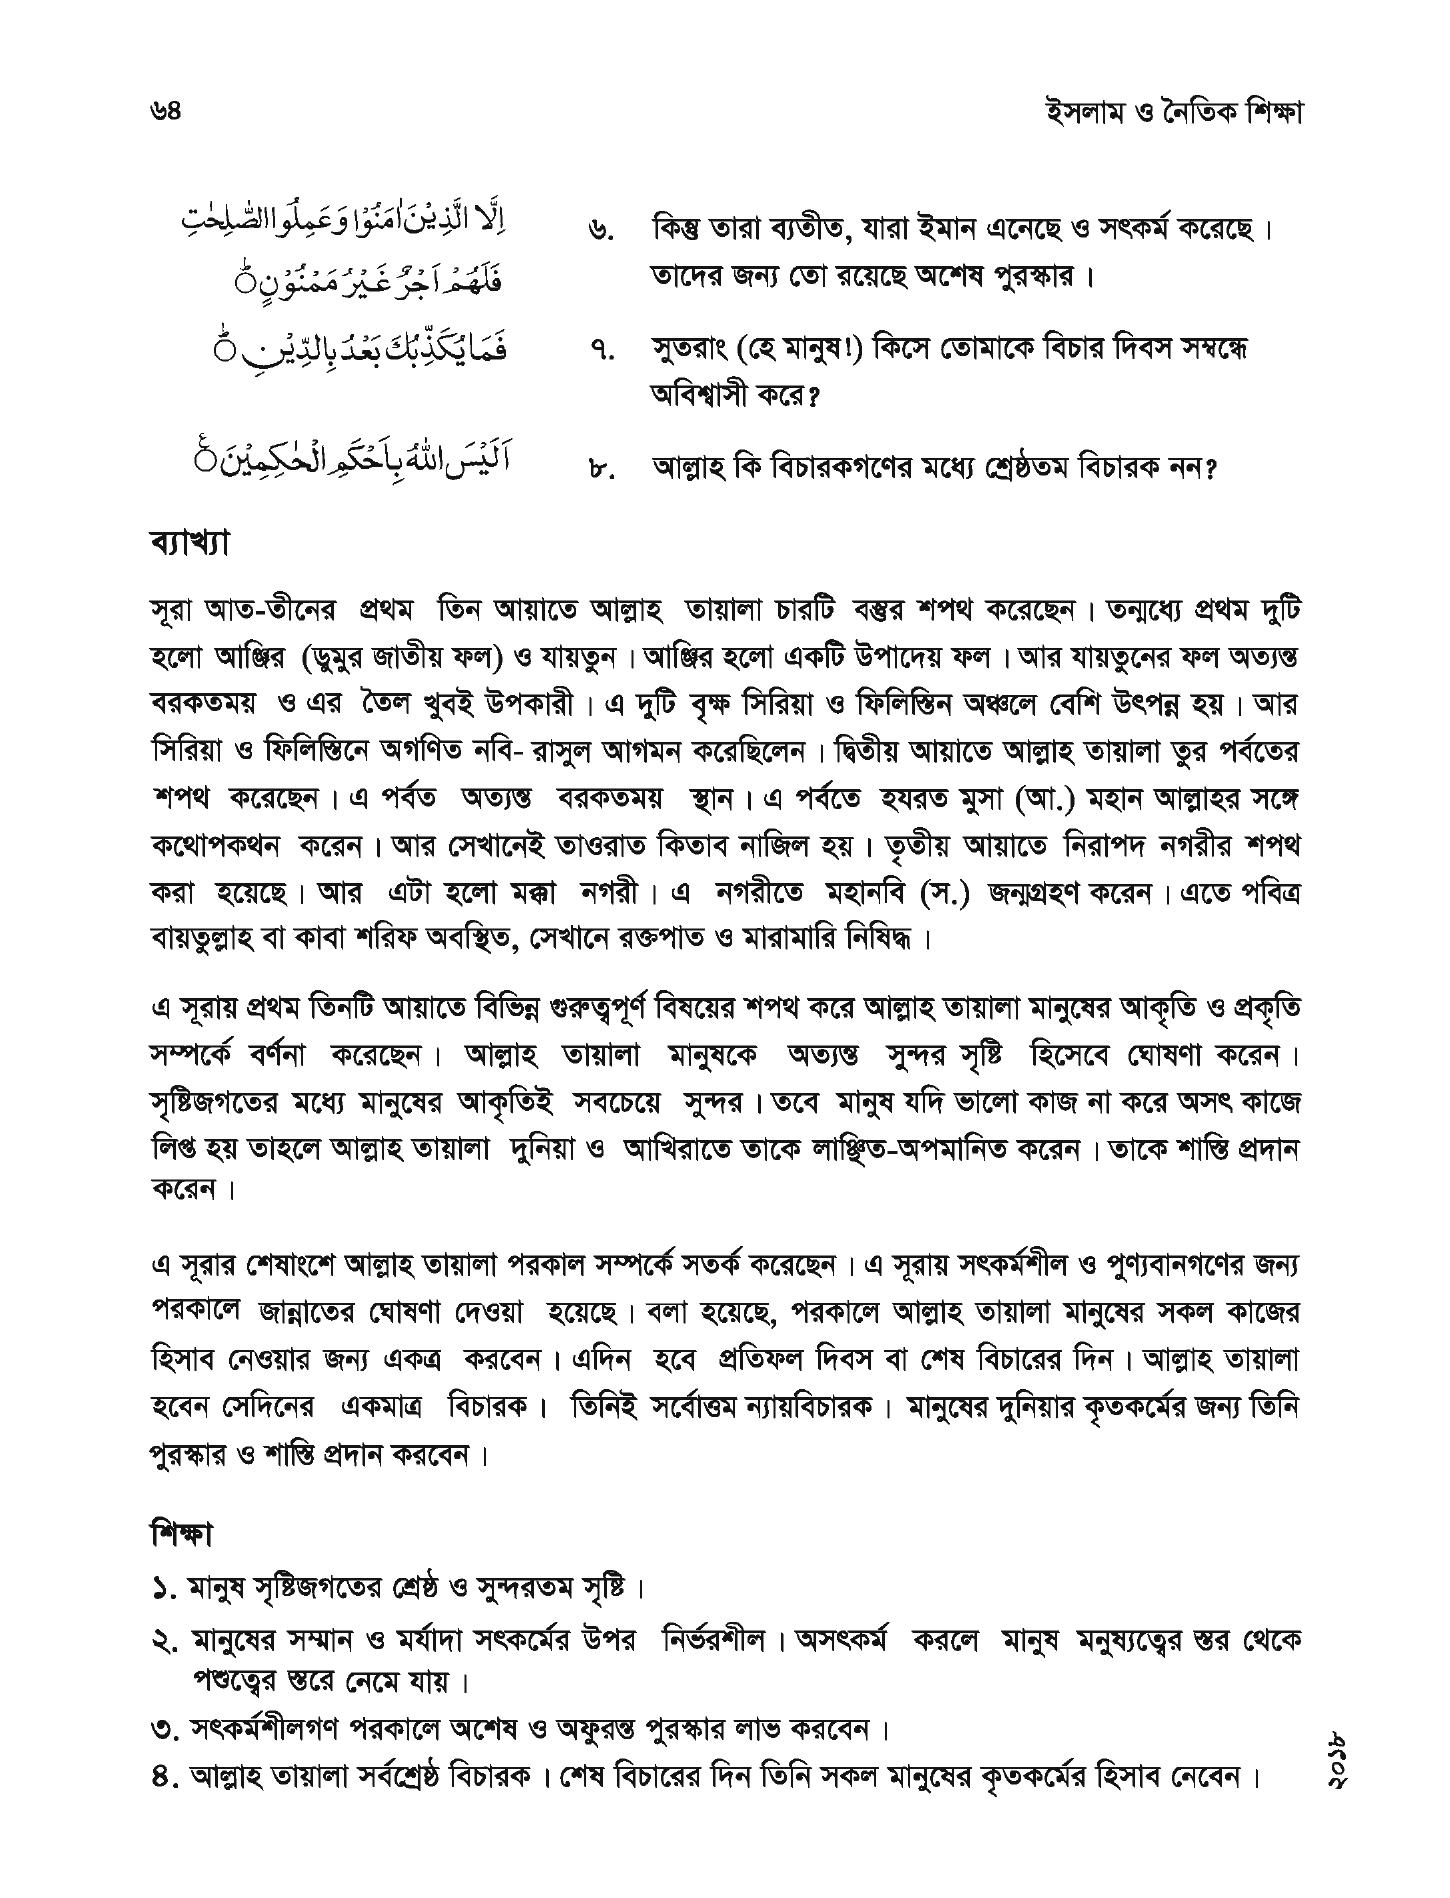 ৬৪
ইসলাম ও নৈতিক শিক্ষা
اِلَّا الَّذِيْنَ اٰمَنُوْا وَعَمِلُوا الصّٰلِحٰتِ
فَلَهُمْ اَجْرٌ غَيْرُ مَمْنُوْنٍ ؕ
৬. কিন্তু তারা ব্যতীত, যারা ইমান এনেছে ও সৎকর্ম করেছে।
তাদের জন্য তো রয়েছে অশেষ পুরস্কার।
فَمَا يُكَذِّبُكَ بَعْدُ بِالدِّيْنِ ؕ
৭. সুতরাং (হে মানুষ!) কিসে তোমাকে বিচার দিবস সম্বন্ধে
অবিশ্বাসী করে?
اَلَيْسَ اللّٰهُ بِاَحْكَمِ الْحٰكِمِيْنَ
৮. আল্লাহ কি বিচারকগণের মধ্যে শ্রেষ্ঠতম বিচারক নন?
ব্যাখ্যা
সূরা আত-তীনের প্রথম তিন আয়াতে আল্লাহ তায়ালা চারটি বস্তুর শপথ করেছেন। তন্মধ্যে প্রথম দুটি
হলো আঞ্জির (ডুমুর জাতীয় ফল) ও যায়তুন। আঞ্জির হলো একটি উপাদেয় ফল। আর যায়তুনের ফল অত্যন্ত
বরকতময় ও এর তৈল খুবই উপকারী। এ দুটি বৃক্ষ সিরিয়া ও ফিলিস্তিন অঞ্চলে বেশি উৎপন্ন হয়। আর
সিরিয়া ও ফিলিস্তিনে অগণিত নবি- রাসুল আগমন করেছিলেন। দ্বিতীয় আয়াতে আল্লাহ তায়ালা তুর পর্বতের
শপথ করেছেন। এ পর্বত অত্যন্ত বরকতময় স্থান। এ পর্বতে হযরত মুসা (আ.) মহান আল্লাহর সঙ্গে
কথোপকথন করেন। আর সেখানেই তাওরাত কিতাব নাজিল হয়। তৃতীয় আয়াতে নিরাপদ নগরীর শপথ
করা হয়েছে। আর এটা হলো মক্কা নগরী। এ নগরীতে মহানবি (স.) জন্মগ্রহণ করেন। এতে পবিত্র
বায়তুল্লাহ বা কাবা শরিফ অবস্থিত, সেখানে রক্তপাত ও মারামারি নিষিদ্ধ।
এ সূরায় প্রথম তিনটি আয়াতে বিভিন্ন গুরুত্বপূর্ণ বিষয়ের শপথ করে আল্লাহ তায়ালা মানুষের আকৃতি ও প্রকৃতি
সম্পর্কে বর্ণনা করেছেন। আল্লাহ তায়ালা মানুষকে অত্যন্ত সুন্দর সৃষ্টি হিসেবে ঘোষণা করেন।
সৃষ্টিজগতের মধ্যে মানুষের আকৃতিই সবচেয়ে সুন্দর। তবে মানুষ যদি ভালো কাজ না করে অসৎ কাজে
লিপ্ত হয় তাহলে আল্লাহ তায়ালা দুনিয়া ও আখিরাতে তাকে লাঞ্ছিত-অপমানিত করেন। তাকে শাস্তি প্রদান
করেন।
এ সূরার শেষাংশে আল্লাহ তায়ালা পরকাল সম্পর্কে সতর্ক করেছেন। এ সূরায় সৎকর্মশীল ও পুণ্যবানগণের জন্য
পরকালে জান্নাতের ঘোষণা দেওয়া হয়েছে। বলা হয়েছে, পরকালে আল্লাহ তায়ালা মানুষের সকল কাজের
হিসাব নেওয়ার জন্য একত্র করবেন। এদিন হবে প্রতিফল দিবস বা শেষ বিচারের দিন। আল্লাহ তায়ালা
হবেন সেদিনের একমাত্র বিচারক। তিনিই সর্বোত্তম ন্যায়বিচারক। মানুষের দুনিয়ার কৃতকর্মের জন্য তিনি
পুরস্কার ও শাস্তি প্রদান করবেন।
শিক্ষা
১. মানুষ সৃষ্টিজগতের শ্রেষ্ঠ ও সুন্দরতম সৃষ্টি।
২. মানুষের সম্মান ও মর্যাদা সৎকর্মের উপর নির্ভরশীল। অসৎকর্ম করলে মানুষ মনুষ্যত্বের স্তর থেকে
পশুত্বের স্তরে নেমে যায়।
৩. সৎকর্মশীলগণ পরকালে অশেষ ও অফুরন্ত পুরস্কার লাভ করবেন।
৪. আল্লাহ তায়ালা সর্বশ্রেষ্ঠ বিচারক। শেষ বিচারের দিন তিনি সকল মানুষের কৃতকর্মের হিসাব নেবেন।
২০১৮